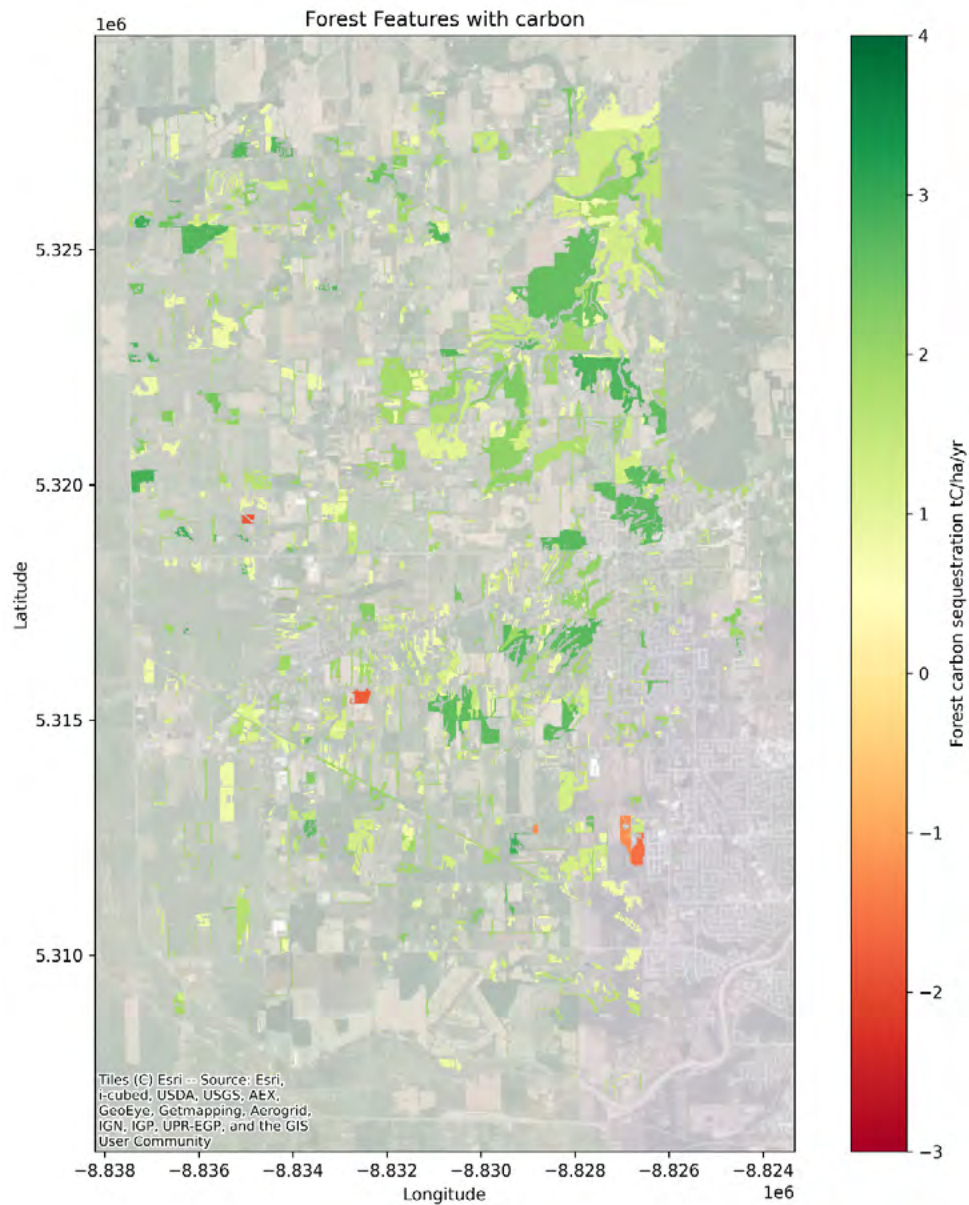 Forest Features with carbon
1e6
5.325
5.320
5.315
5.310
Latitude
Tiles (C) Esri -- Source: Esri,
i-cubed, USDA, USGS, AEX,
GeoEye, Getmapping, Aerogrid,
IGN, IGP, UPR-EGP, and the GIS
User Community
−8.838 −8.836 −8.834 −8.832 −8.830 −8.828 −8.826 −8.824
Longitude
1e6
4
3
2
1
0
−1
−2
−3
Forest carbon sequestration tC/ha/yr